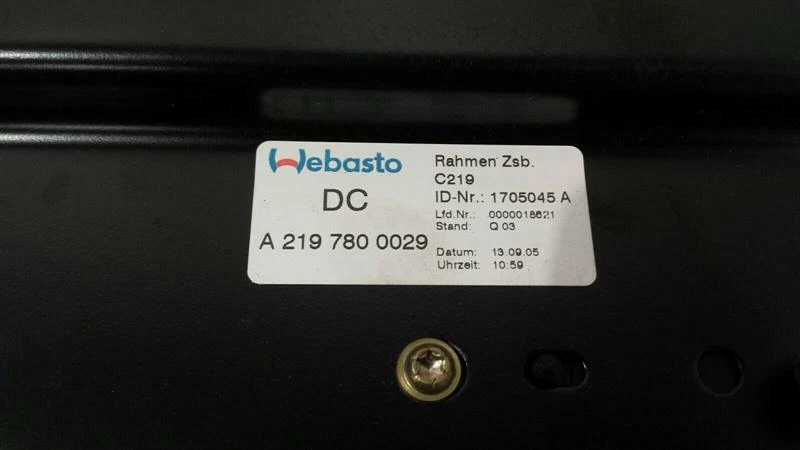 Webasto
DC
A 219 780 0029
Rahmen Zsb.
C219
ID-Nr.: 1705045 A
Lfd.Nr.: 0000018621
Stand: Q 03
Datum: 13.09.05
Uhrzeit: 10:59